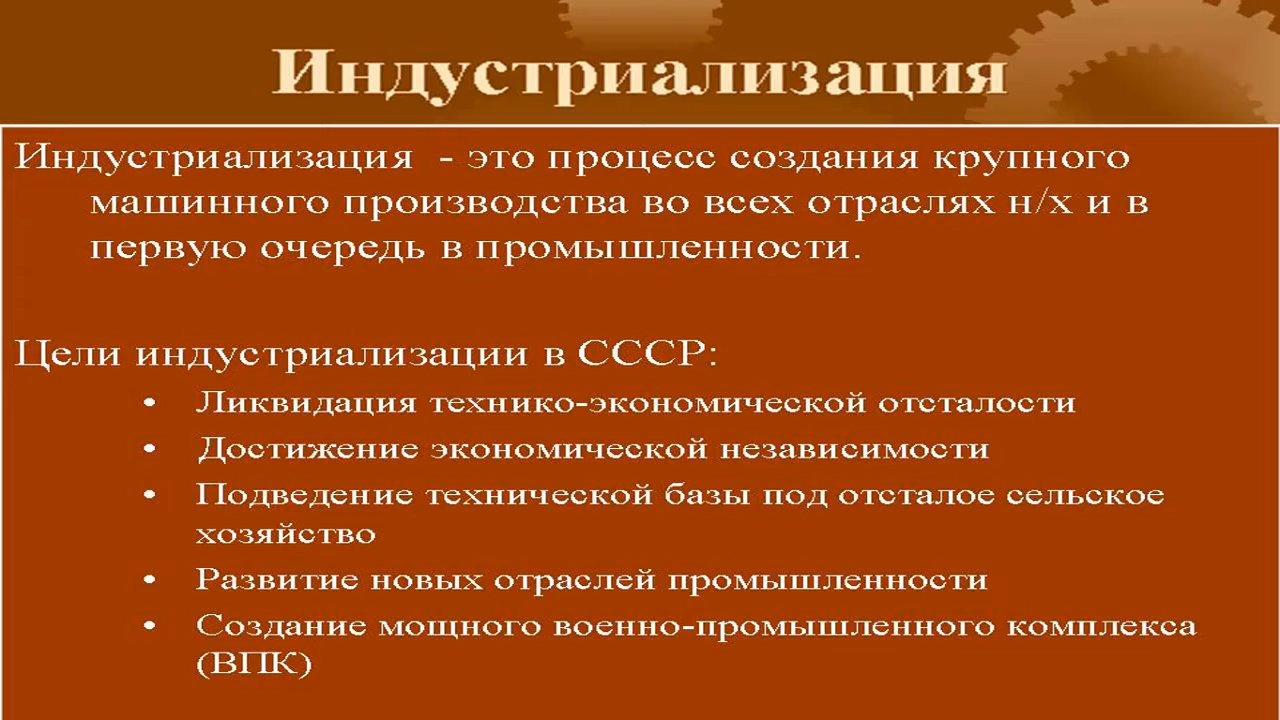 Индустриализация
Индустриализация - это процесс создания крупного
машинного производства во всех отраслях н/х и в
первую очередь в промышленности.
Цели индустриализации в СССР:
• Ликвидация технико-экономической отсталости
• Достижение экономической независимости
• Подведение технической базы под отсталое сельское
хозяйство
• Развитие новых отраслей промышленности
• Создание мощного военно-промышленного комплекса
(ВПК)